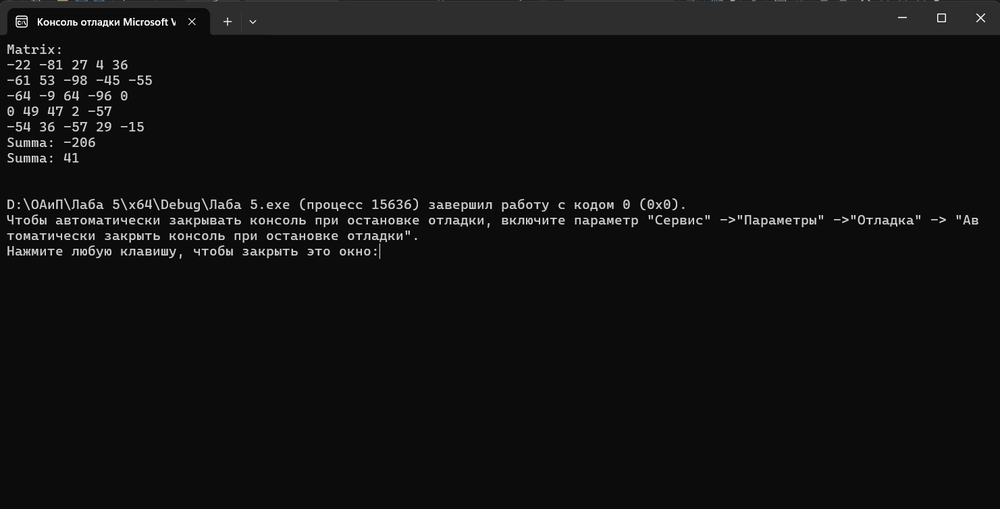 Консоль отладки Microsoft V
Matrix:
-22 -81 27 4 36
-61 53 -98 -45 -55
-64 -9 64 -96 0
0 49 47 2 -57
-54 36 -57 29 -15
Summa: -206
Summa: 41
D:\ОАиП\Лаба 5\x64\Debug\Лаба 5.exe (процесс 15636) завершил работу с кодом 0 (0x0).
Чтобы автоматически закрывать консоль при остановке отладки, включите параметр "Сервис" ->"Параметры" ->"Отладка" -> "Ав
томатически закрыть консоль при остановке отладки".
Нажмите любую клавишу, чтобы закрыть это окно: